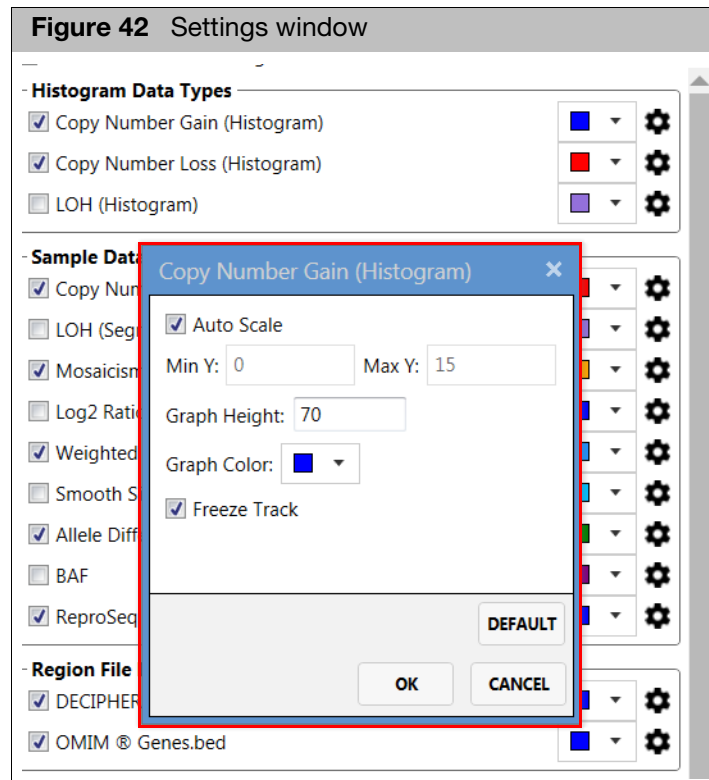 Figure 42 Settings window
Histogram Data Types
Copy Number Gain (Histogram)
Copy Number Loss (Histogram)
LOH (Histogram)
Sample Data
Copy Num
LOH (Seg
Mosaicism
Log2 Ratio
Weighted
Smooth S
Allele Diff
BAF
ReproSeq
Region File
DECIPHER
OMIM ® Genes.bed
Copy Number Gain (Histogram)
Auto Scale
Min Y: 0 Max Y: 15
Graph Height: 70
Graph Color:
Freeze Track
DEFAULT
OK CANCEL